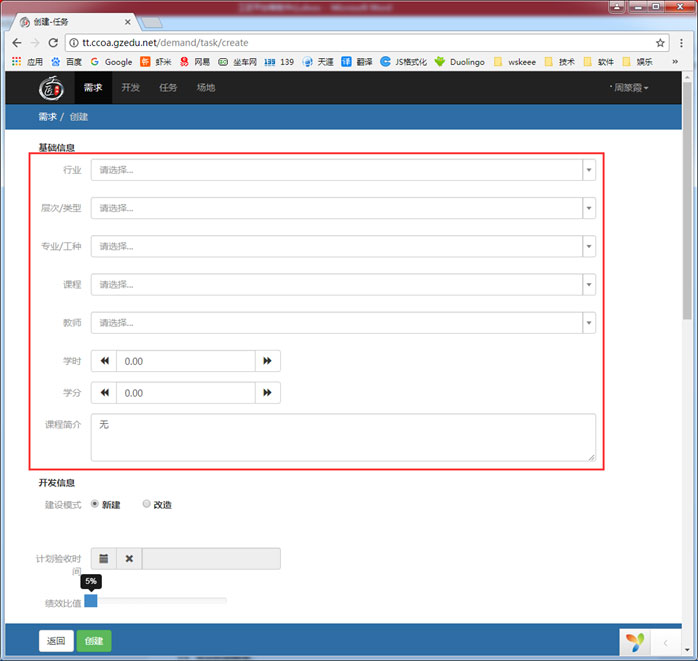 创建-任务
tt.ccoa.gzedu.net/demand/task/create
应用 百度 Google 虾米 网易 坐车网 139 天涯 翻译 JS格式化 Duolingo wskeee 技术 软件 娱乐 »
需求 开发 任务 场地
需求 / 创建
基础信息
行业 请选择...
层次/类型 请选择...
专业/工种 请选择...
课程 请选择...
教师 请选择...
学时 0.00
学分 0.00
课程简介 无
开发信息
建设模式 新建 改造
计划验收时
间
5%
绩效比值
返回 创建